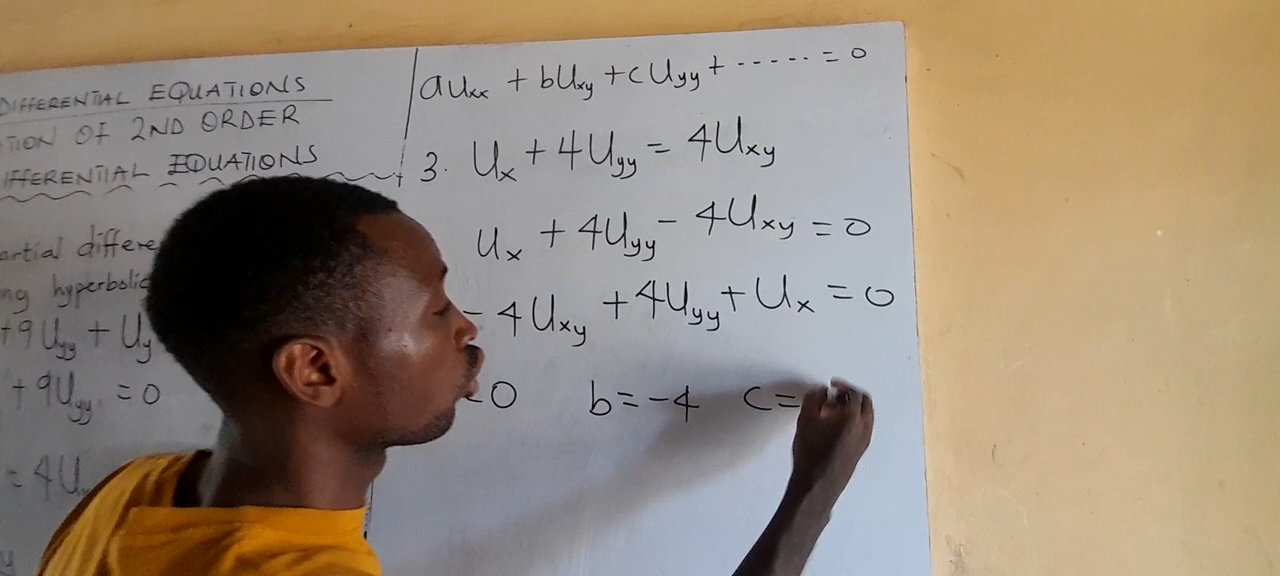 DIFFERENTIAL EQUATIONS
TION OF 2ND ORDER
IFFERENTIAL EQUATIONS
artial differe
ng hyperbolic
+9Uyy + Uy
+ 9Uyy = 0
= 4U
y
aUxx + bUxy + cUyy + ...... = 0
3. Ux + 4Uyy = 4Uxy
Ux + 4Uyy - 4Uxy = 0
- 4Uxy + 4Uyy + Ux = 0
=0 b=-4 c=